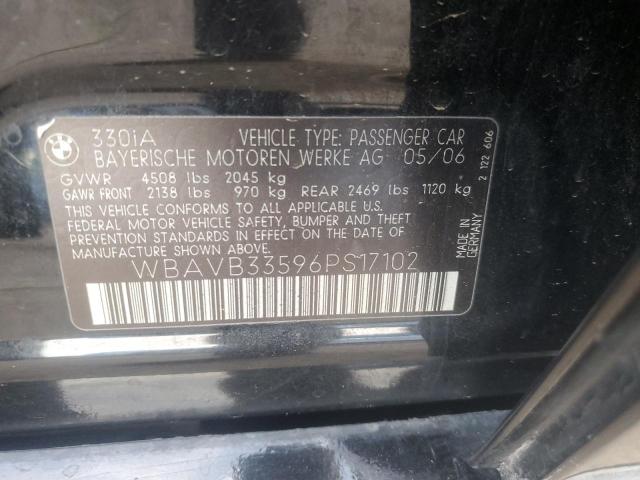 330iA VEHICLE TYPE: PASSENGER CAR
BAYERISCHE MOTOREN WERKE AG 05/06
GVWR 4508 lbs 2045 kg
GAWR FRONT 2138 lbs 970 kg REAR 2469 lbs 1120 kg
THIS VEHICLE CONFORMS TO ALL APPLICABLE U.S.
FEDERAL MOTOR VEHICLE SAFETY, BUMPER AND THEFT
PREVENTION STANDARDS IN EFFECT ON THE DATE OF
MANUFACTURE SHOWN ABOVE.
WBAVB33596PS17102
MADE IN
GERMANY
2 122 606